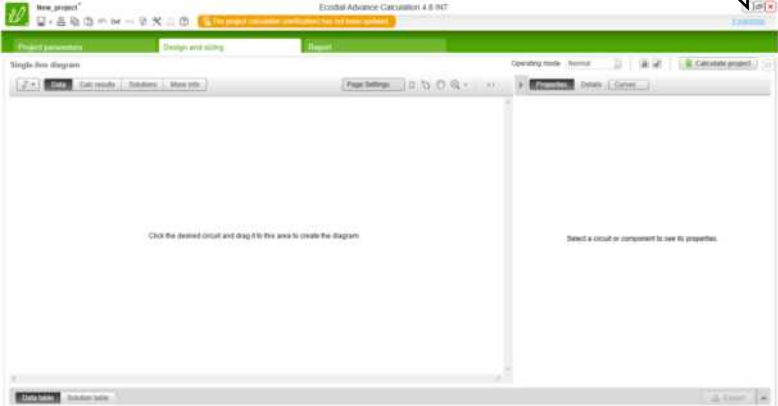 New_project*
Ecodial Advance Calculation 4.8 INT
The project calculation (verification) has not been updated.
Project parameters
Design and sizing
Report
Single-line diagram
Operating mode
Normal
Calculate project
Data
Calc results
Solutions
More info
Page Settings
Properties
Details
Curves
Click the desired circuit and drag it to this area to create the diagram
Select a circuit or component to see its properties.
Data table
Solution table
Export